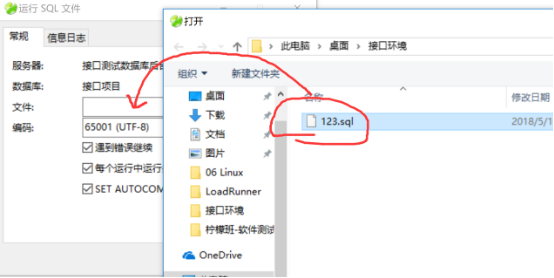 运行 SQL 文件
常规
信息日志
服务器:
接口测试数据库后
数据库:
接口项目
文件:
编码:
65001 (UTF-8)
遇到错误继续
每个运行中运行
SET AUTOCOM
打开
此电脑
桌面
接口环境
组织
新建文件夹
桌面
下载
文档
图片
06 Linux
LoadRunner
接口环境
柠檬班-软件测试
OneDrive
名称
修改日期
123.sql
2018/5/1